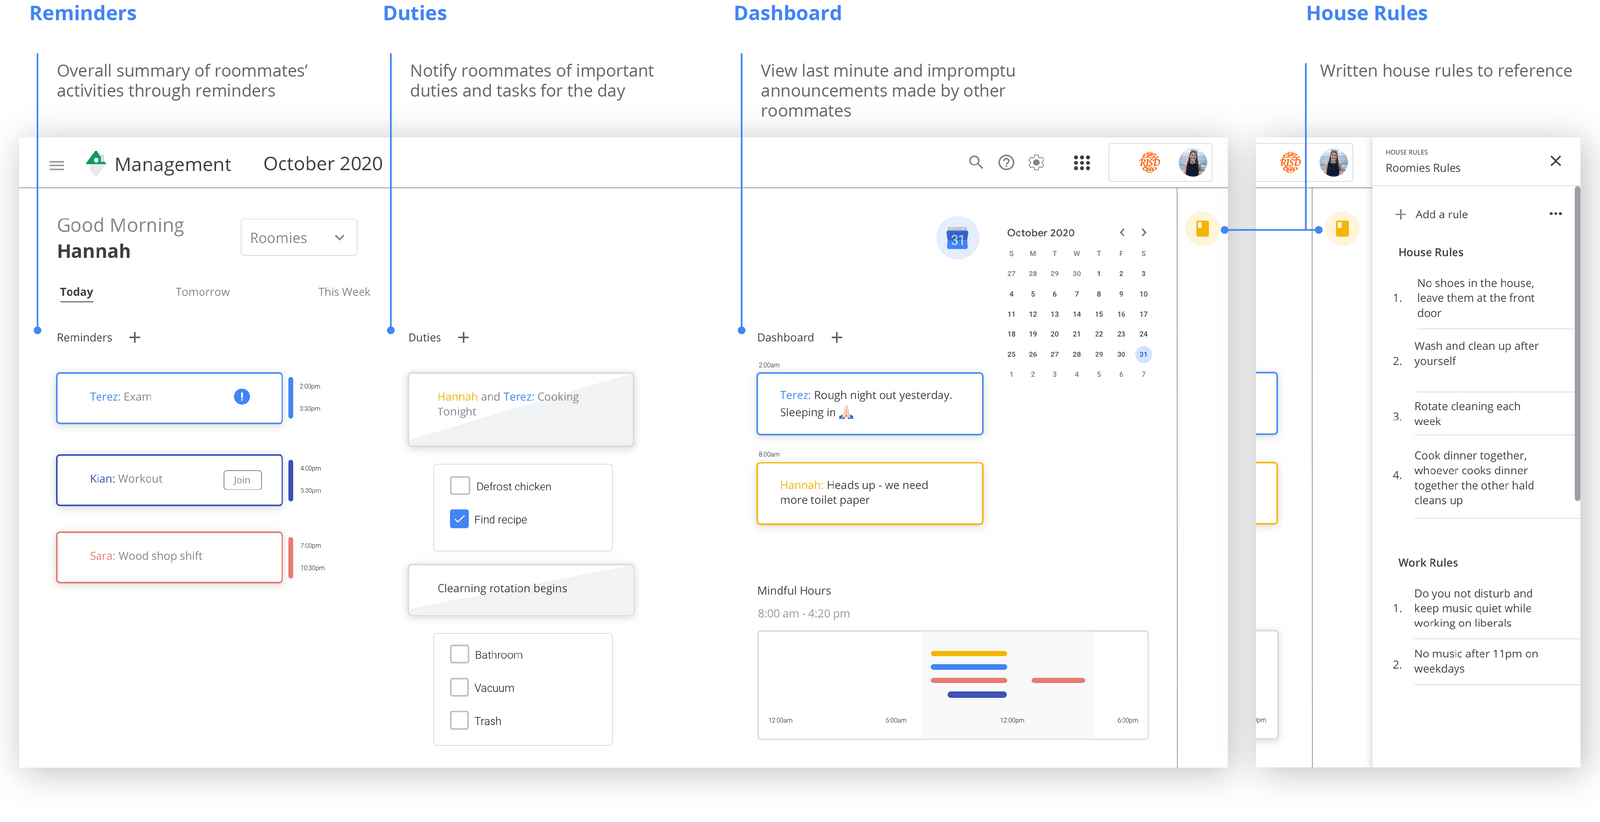 Reminders
Duties
Dashboard
House Rules
Overall summary of roommates’
activities through reminders
Notify roommates of important
duties and tasks for the day
View last minute and impromptu
announcements made by other
roommates
Written house rules to reference
Management
October 2020
RISD
Good Morning
Hannah
Roomies
Today
Tomorrow
This Week
Reminders +
Terez: Exam
!
2:00pm
3:30pm
Kian: Workout
Join
4:00pm
5:30pm
Sara: Wood shop shift
7:00pm
10:30pm
Duties +
Hannah and Terez: Cooking
Tonight
Defrost chicken
Find recipe
Clearning rotation begins
Bathroom
Vacuum
Trash
31
October 2020
S M T W T F S
27 28 29 30 1 2 3
4 5 6 7 8 9 10
11 12 13 14 15 16 17
18 19 20 21 22 23 24
25 26 27 28 29 30 31
1 2 3 4 5 6 7
Dashboard +
2:00am
Terez: Rough night out yesterday.
Sleeping in 🙏🏻
8:00am
Hannah: Heads up - we need
more toilet paper
Mindful Hours
8:00 am - 4:20 pm
12:00am 6:00am 12:00pm 6:00pm
RISD
pm
HOUSE RULES
Roomies Rules
+ Add a rule
House Rules
1. No shoes in the house,
leave them at the front
door
2. Wash and clean up after
yourself
3. Rotate cleaning each
week
4. Cook dinner together,
whoever cooks dinner
together the other hald
cleans up
Work Rules
1. Do you not disturb and
keep music quiet while
working on liberals
2. No music after 11pm on
weekdays